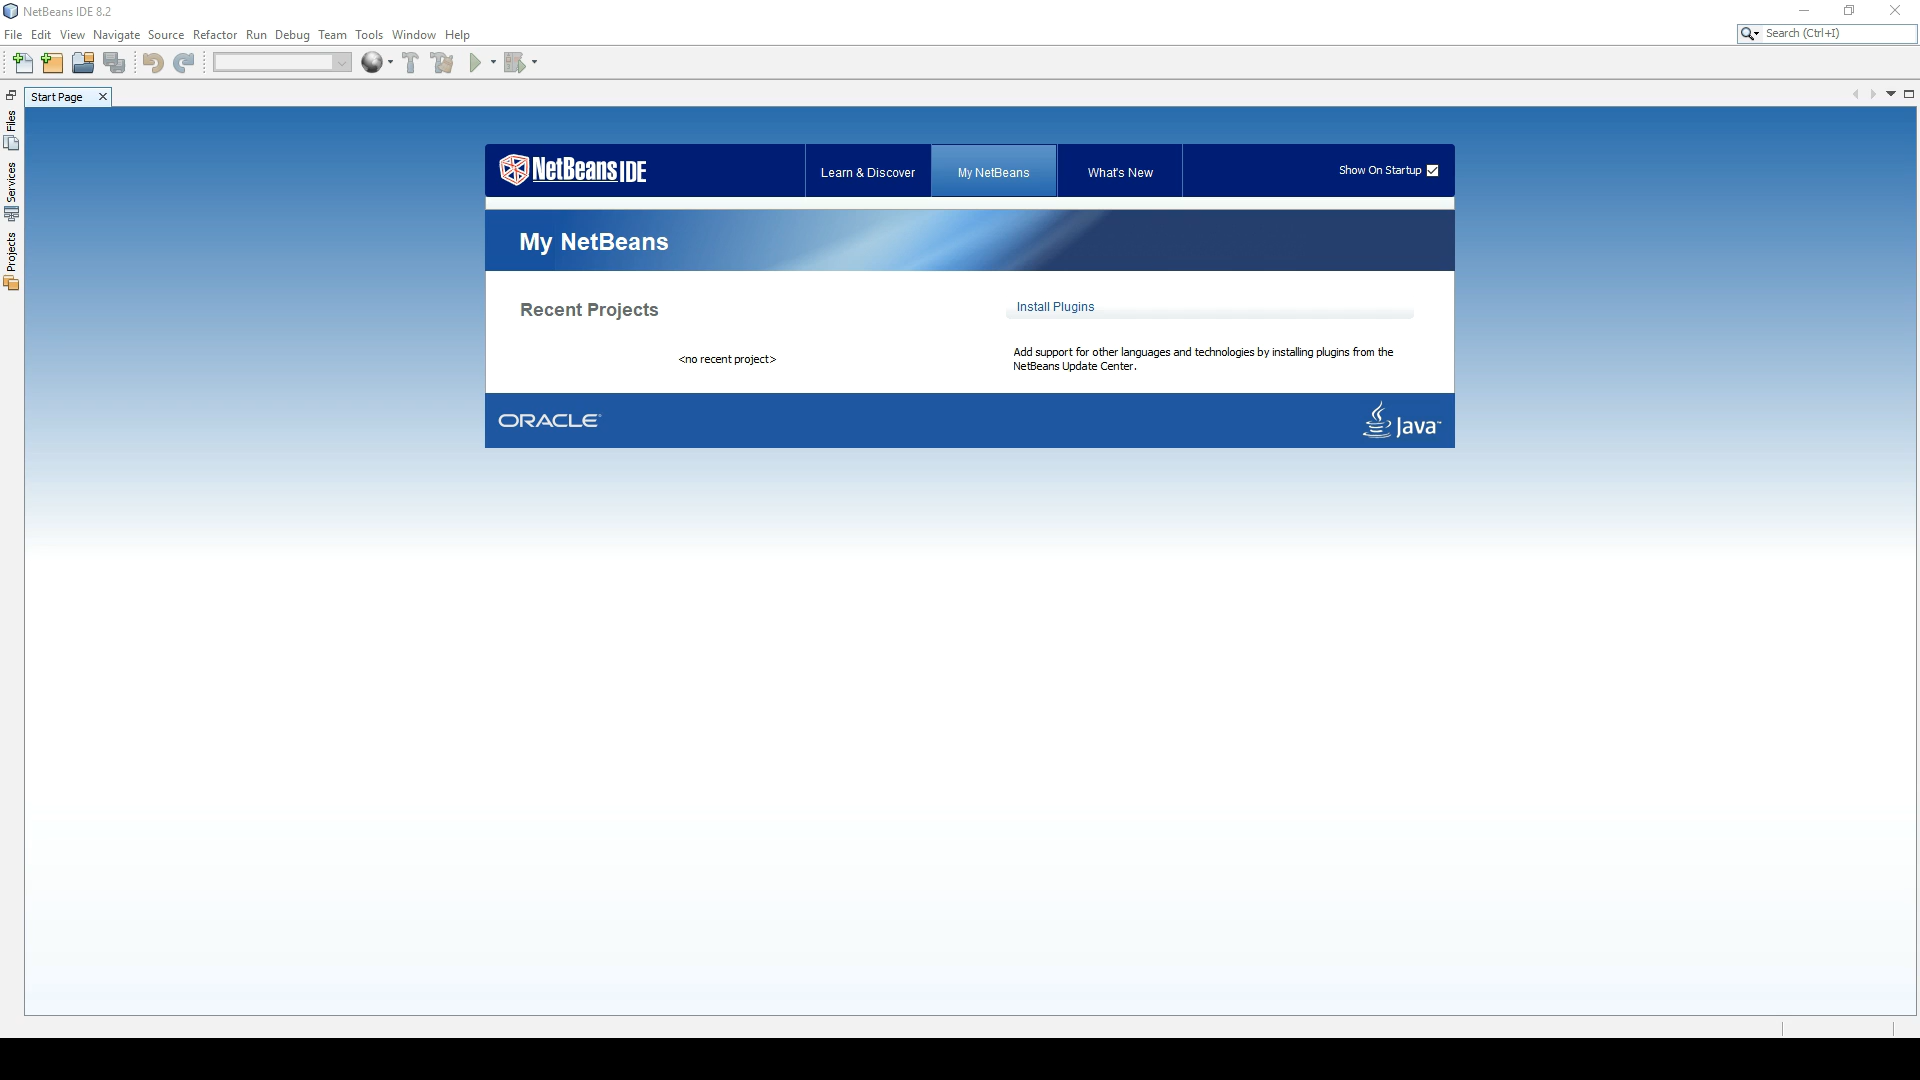 NetBeans IDE 8.2
File Edit View Navigate Source Refactor Run Debug Team Tools Window Help
Search (Ctrl+I)
Start Page
Files
Services
Projects
NetBeans IDE
Learn & Discover
My NetBeans
What's New
Show On Startup
My NetBeans
Recent Projects
<no recent project>
Install Plugins
Add support for other languages and technologies by installing plugins from the
NetBeans Update Center.
ORACLE
Java™